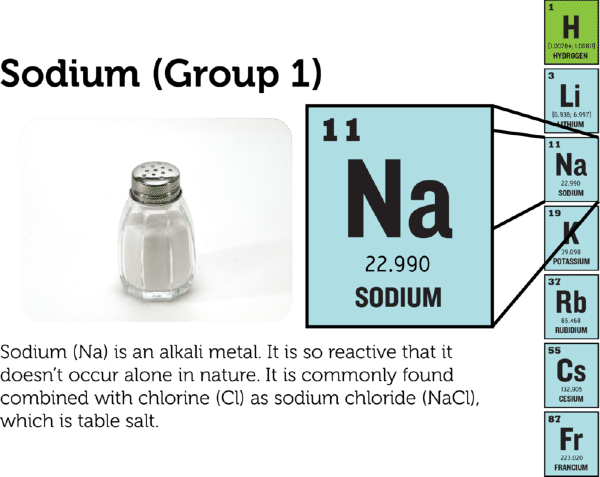 Sodium (Group 1)
11
Na
22.990
SODIUM
Sodium (Na) is an alkali metal. It is so reactive that it
doesn't occur alone in nature. It is commonly found
combined with chlorine (Cl) as sodium chloride (NaCl),
which is table salt.
1
H
[1.00784; 1.00811]
HYDROGEN
3
Li
[6.938; 6.997]
LITHIUM
11
Na
22.990
SODIUM
19
K
39.098
POTASSIUM
37
Rb
85.468
RUBIDIUM
55
Cs
132.905
CESIUM
87
Fr
223.020
FRANCIUM